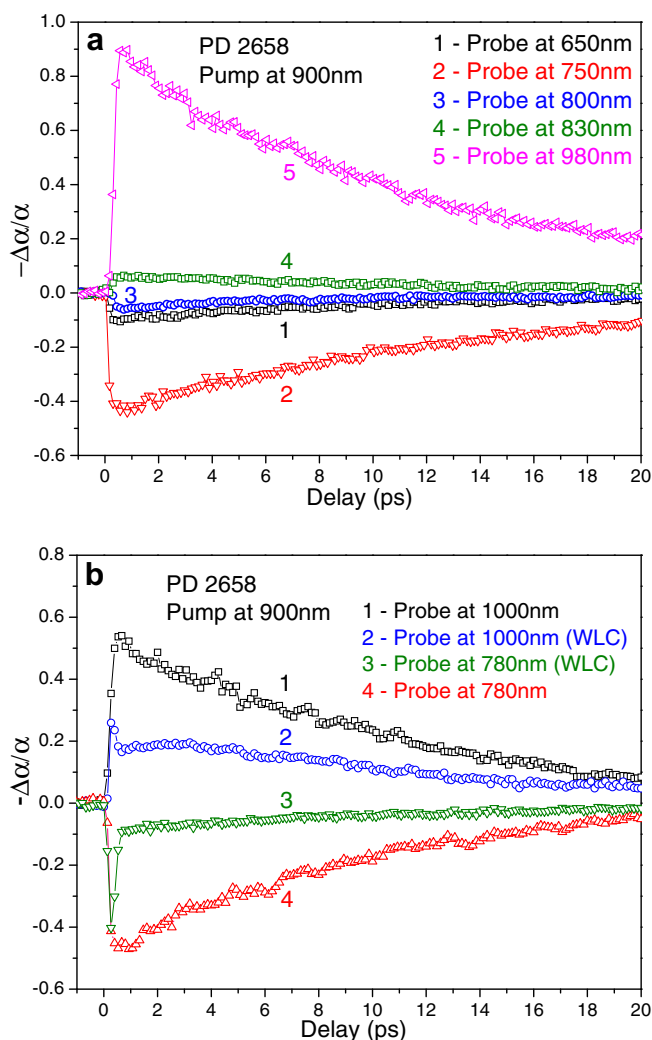 a
PD 2658
Pump at 900nm
1 - Probe at 650nm
2 - Probe at 750nm
3 - Probe at 800nm
4 - Probe at 830nm
5 - Probe at 980nm
1.0
0.8
0.6
0.4
0.2
0.0
-0.2
-0.4
-0.6
−Δα/α
5
4
3
1
2
0 2 4 6 8 10 12 14 16 18 20
Delay (ps)
b
PD 2658
Pump at 900nm
1 - Probe at 1000nm
2 - Probe at 1000nm (WLC)
3 - Probe at 780nm (WLC)
4 - Probe at 780nm
0.8
0.6
0.4
0.2
0.0
-0.2
-0.4
-0.6
-Δα/α
1
2
3
4
0 2 4 6 8 10 12 14 16 18 20
Delay (ps)